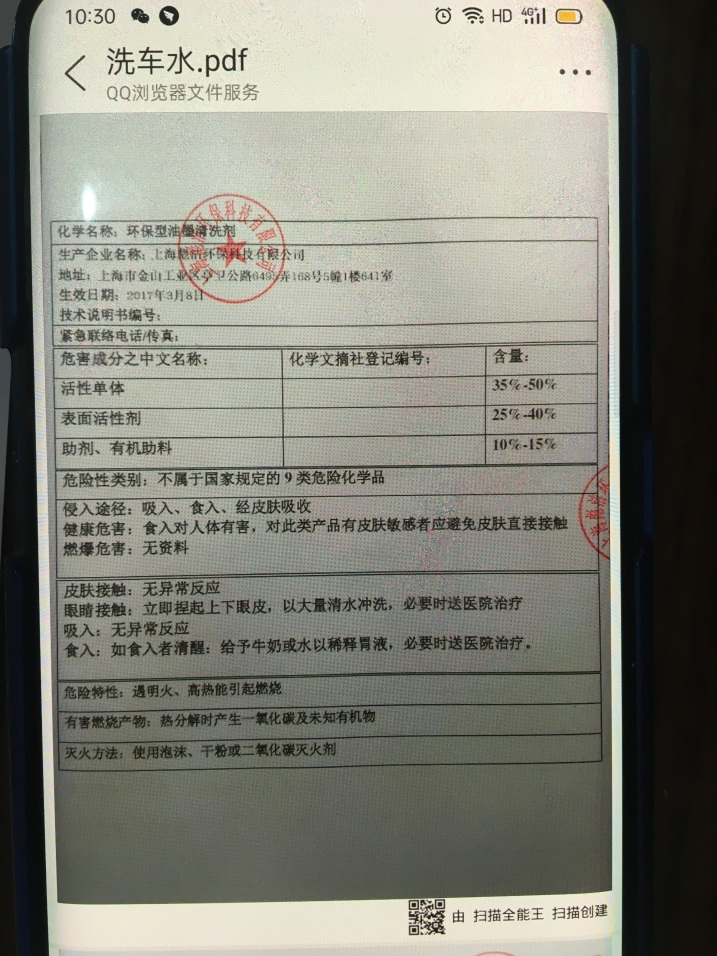 10:30 HD 4G+
洗车水.pdf
QQ浏览器文件服务
化学名称：环保型油墨清洗剂
生产企业名称：上海 环保科技有限公司
地址：上海市金山工业区亭卫公路6495弄168号5幢1楼641室
生效日期：2017年3月8日
技术说明书编号：
紧急联络电话/传真：
危害成分之中文名称： 化学文摘社登记编号： 含量：
活性单体 35%-50%
表面活性剂 25%-40%
助剂、有机助料 10%-15%
危险性类别：不属于国家规定的9类危险化学品
侵入途径：吸入、食入、经皮肤吸收
健康危害：食入对人体有害，对此类产品有皮肤敏感者应避免皮肤直接接触
燃爆危害：无资料
皮肤接触：无异常反应
眼睛接触：立即捏起上下眼皮，以大量清水冲洗，必要时送医院治疗
吸入：无异常反应
食入：如食入者清醒：给予牛奶或水以稀释胃液，必要时送医院治疗。
危险特性：遇明火、高热能引起燃烧
有害燃烧产物：热分解时产生一氧化碳及未知有机物
灭火方法：使用泡沫、干粉或二氧化碳灭火剂
由 扫描全能王 扫描创建